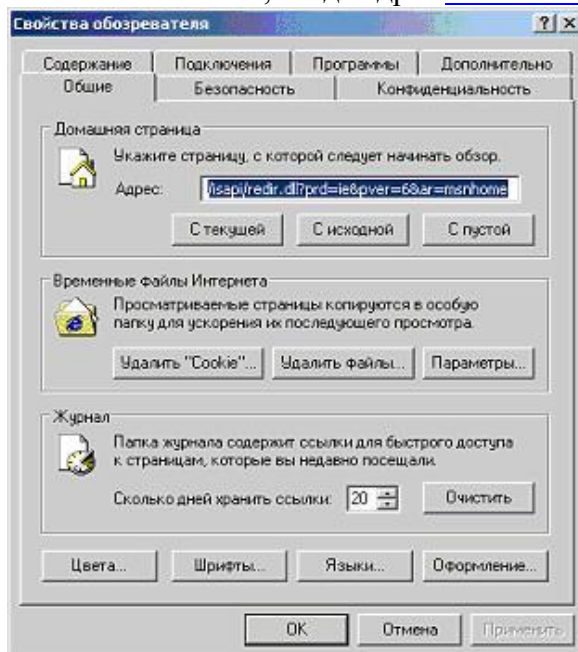 Свойства обозревателя
Содержание Подключения Программы Дополнительно
Общие Безопасность Конфиденциальность
Домашняя страница
Укажите страницу, с которой следует начинать обзор.
Адрес: /isapi/redir.dll?prd=ie&pver=6&ar=msnhome
С текущей С исходной С пустой
Временные файлы Интернета
Просматриваемые страницы копируются в особую
папку для ускорения их последующего просмотра.
Удалить "Cookie"... Удалить файлы... Параметры...
Журнал
Папка журнала содержит ссылки для быстрого доступа
к страницам, которые вы недавно посещали.
Сколько дней хранить ссылки: 20 Очистить
Цвета... Шрифты... Языки... Оформление...
OK Отмена Применить